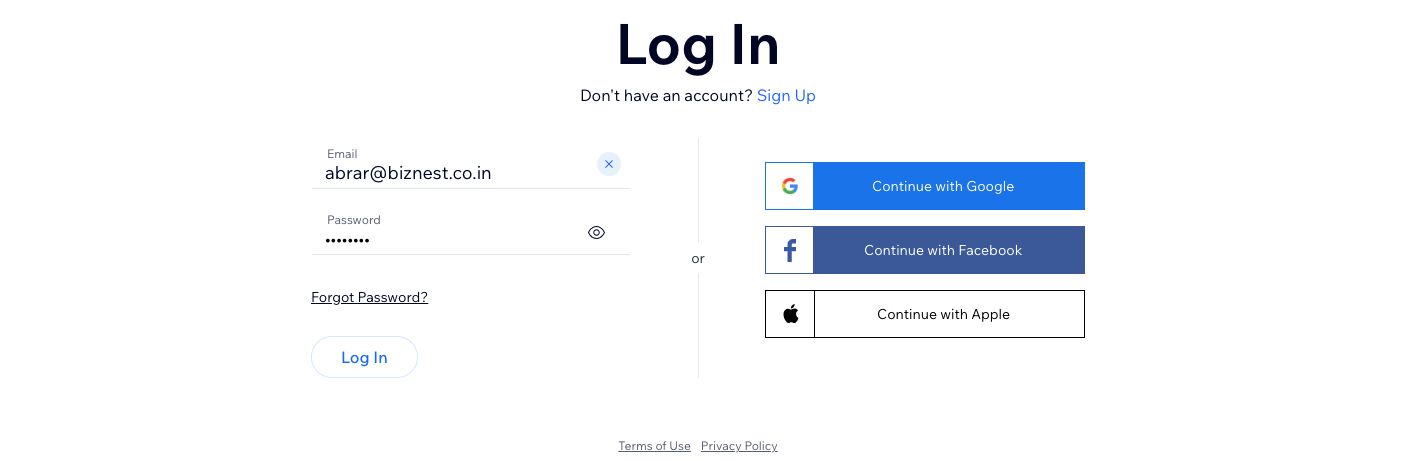 Log In
Don't have an account? Sign Up
Email
abrar@biznest.co.in
Password
••••••••
Forgot Password?
Log In
or
Continue with Google
Continue with Facebook
Continue with Apple
Terms of Use Privacy Policy